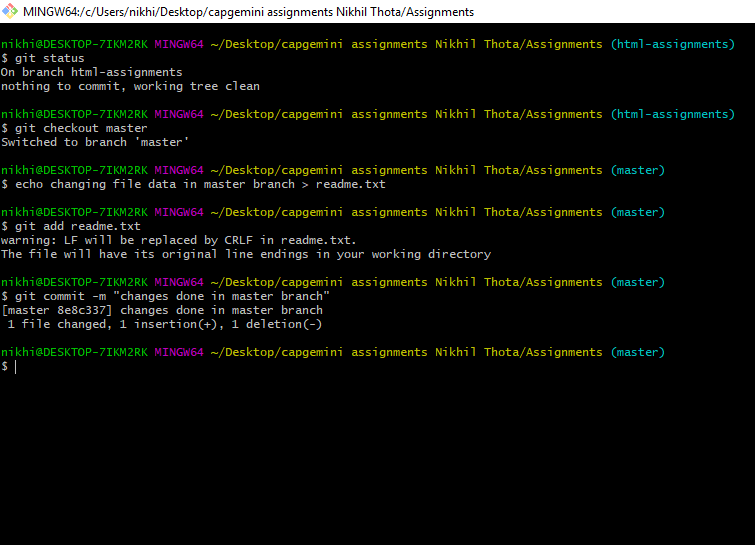 MINGW64:/c/Users/nikhi/Desktop/capgemini assignments Nikhil Thota/Assignments
nikhi@DESKTOP-7IKM2RK MINGW64 ~/Desktop/capgemini assignments Nikhil Thota/Assignments (html-assignments)
$ git status
On branch html-assignments
nothing to commit, working tree clean
nikhi@DESKTOP-7IKM2RK MINGW64 ~/Desktop/capgemini assignments Nikhil Thota/Assignments (html-assignments)
$ git checkout master
Switched to branch 'master'
nikhi@DESKTOP-7IKM2RK MINGW64 ~/Desktop/capgemini assignments Nikhil Thota/Assignments (master)
$ echo changing file data in master branch > readme.txt
nikhi@DESKTOP-7IKM2RK MINGW64 ~/Desktop/capgemini assignments Nikhil Thota/Assignments (master)
$ git add readme.txt
warning: LF will be replaced by CRLF in readme.txt.
The file will have its original line endings in your working directory
nikhi@DESKTOP-7IKM2RK MINGW64 ~/Desktop/capgemini assignments Nikhil Thota/Assignments (master)
$ git commit -m "changes done in master branch"
[master 8e8c337] changes done in master branch
 1 file changed, 1 insertion(+), 1 deletion(-)
nikhi@DESKTOP-7IKM2RK MINGW64 ~/Desktop/capgemini assignments Nikhil Thota/Assignments (master)
$